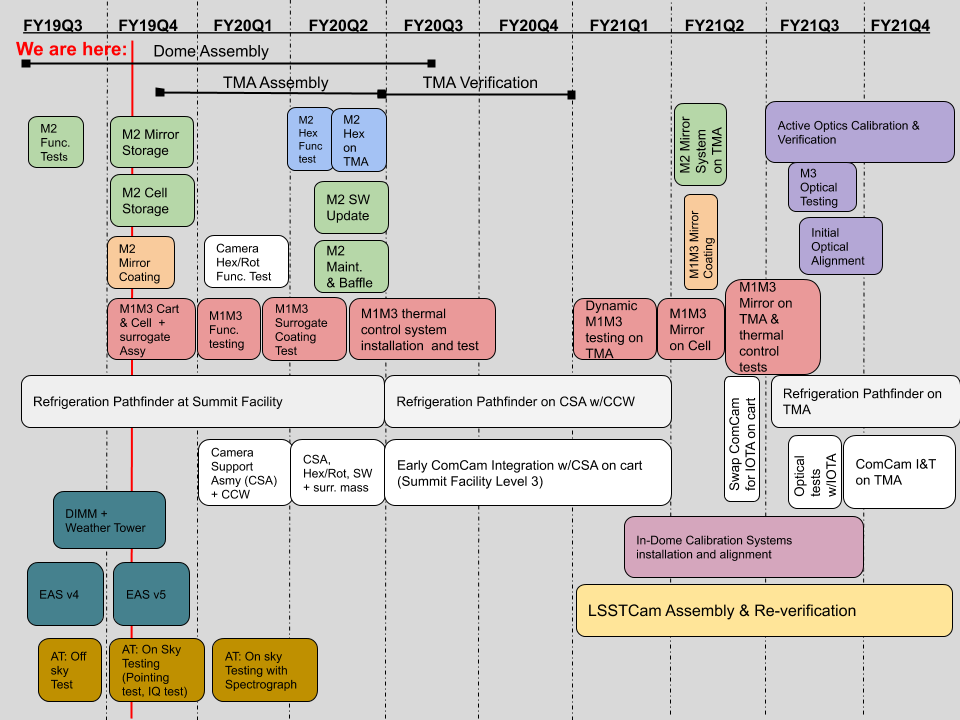 FY19Q3 FY19Q4 FY20Q1 FY20Q2 FY20Q3 FY20Q4 FY21Q1 FY21Q2 FY21Q3 FY21Q4
We are here:
Dome Assembly
TMA Assembly
TMA Verification
M2
Func.
Tests
M2 Mirror
Storage
M2
Hex
Func
test
M2
Hex
on
TMA
M2 Mirror
System
on TMA
Active Optics Calibration &
Verification
M3
Optical
Testing
M2 Cell
Storage
M2 SW
Update
M1M3 Mirror
Coating
Initial
Optical
Alignment
M2
Mirror
Coating
Camera
Hex/Rot
Func. Test
M2
Maint.
& Baffle
M1M3 Cart
& Cell +
surrogate
Assy
M1M3
Func.
testing
M1M3
Surrogate
Coating
Test
M1M3 thermal
control system
installation and test
Dynamic
M1M3
testing on
TMA
M1M3
Mirror
on Cell
M1M3
Mirror on
TMA &
thermal
control
tests
Refrigeration Pathfinder at Summit Facility
Refrigeration Pathfinder on CSA w/CCW
Swap ComCam
for IOTA on cart
Refrigeration Pathfinder on
TMA
Camera
Support
Asmy (CSA)
+ CCW
CSA,
Hex/Rot, SW
+ surr. mass
Early ComCam Integration w/CSA on cart
(Summit Facility Level 3)
Optical
tests
w/IOTA
ComCam I&T
on TMA
DIMM +
Weather Tower
In-Dome Calibration Systems
installation and alignment
EAS v4
EAS v5
LSSTCam Assembly & Re-verification
AT: Off
sky
Test
AT: On Sky
Testing
(Pointing
test, IQ test)
AT: On sky
Testing with
Spectrograph